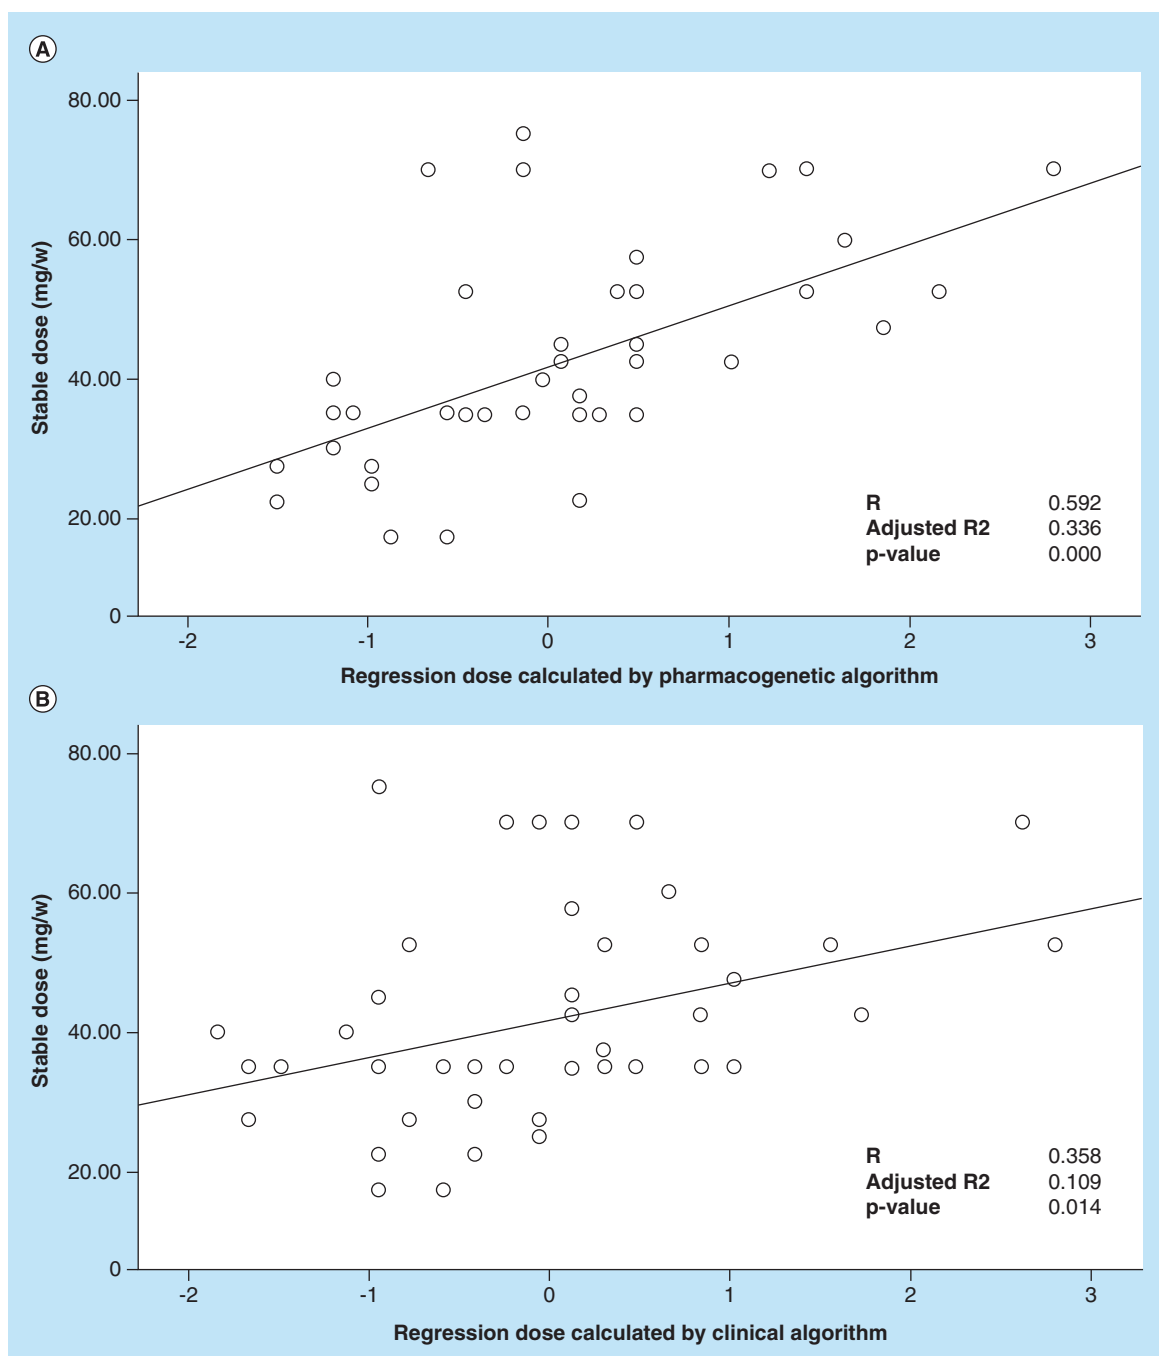 A
80.00
60.00
40.00
20.00
0
Stable dose (mg/w)
R 0.592
Adjusted R2 0.336
p-value 0.000
-2 -1 0 1 2 3
Regression dose calculated by pharmacogenetic algorithm
B
80.00
60.00
40.00
20.00
0
Stable dose (mg/w)
R 0.358
Adjusted R2 0.109
p-value 0.014
-2 -1 0 1 2 3
Regression dose calculated by clinical algorithm